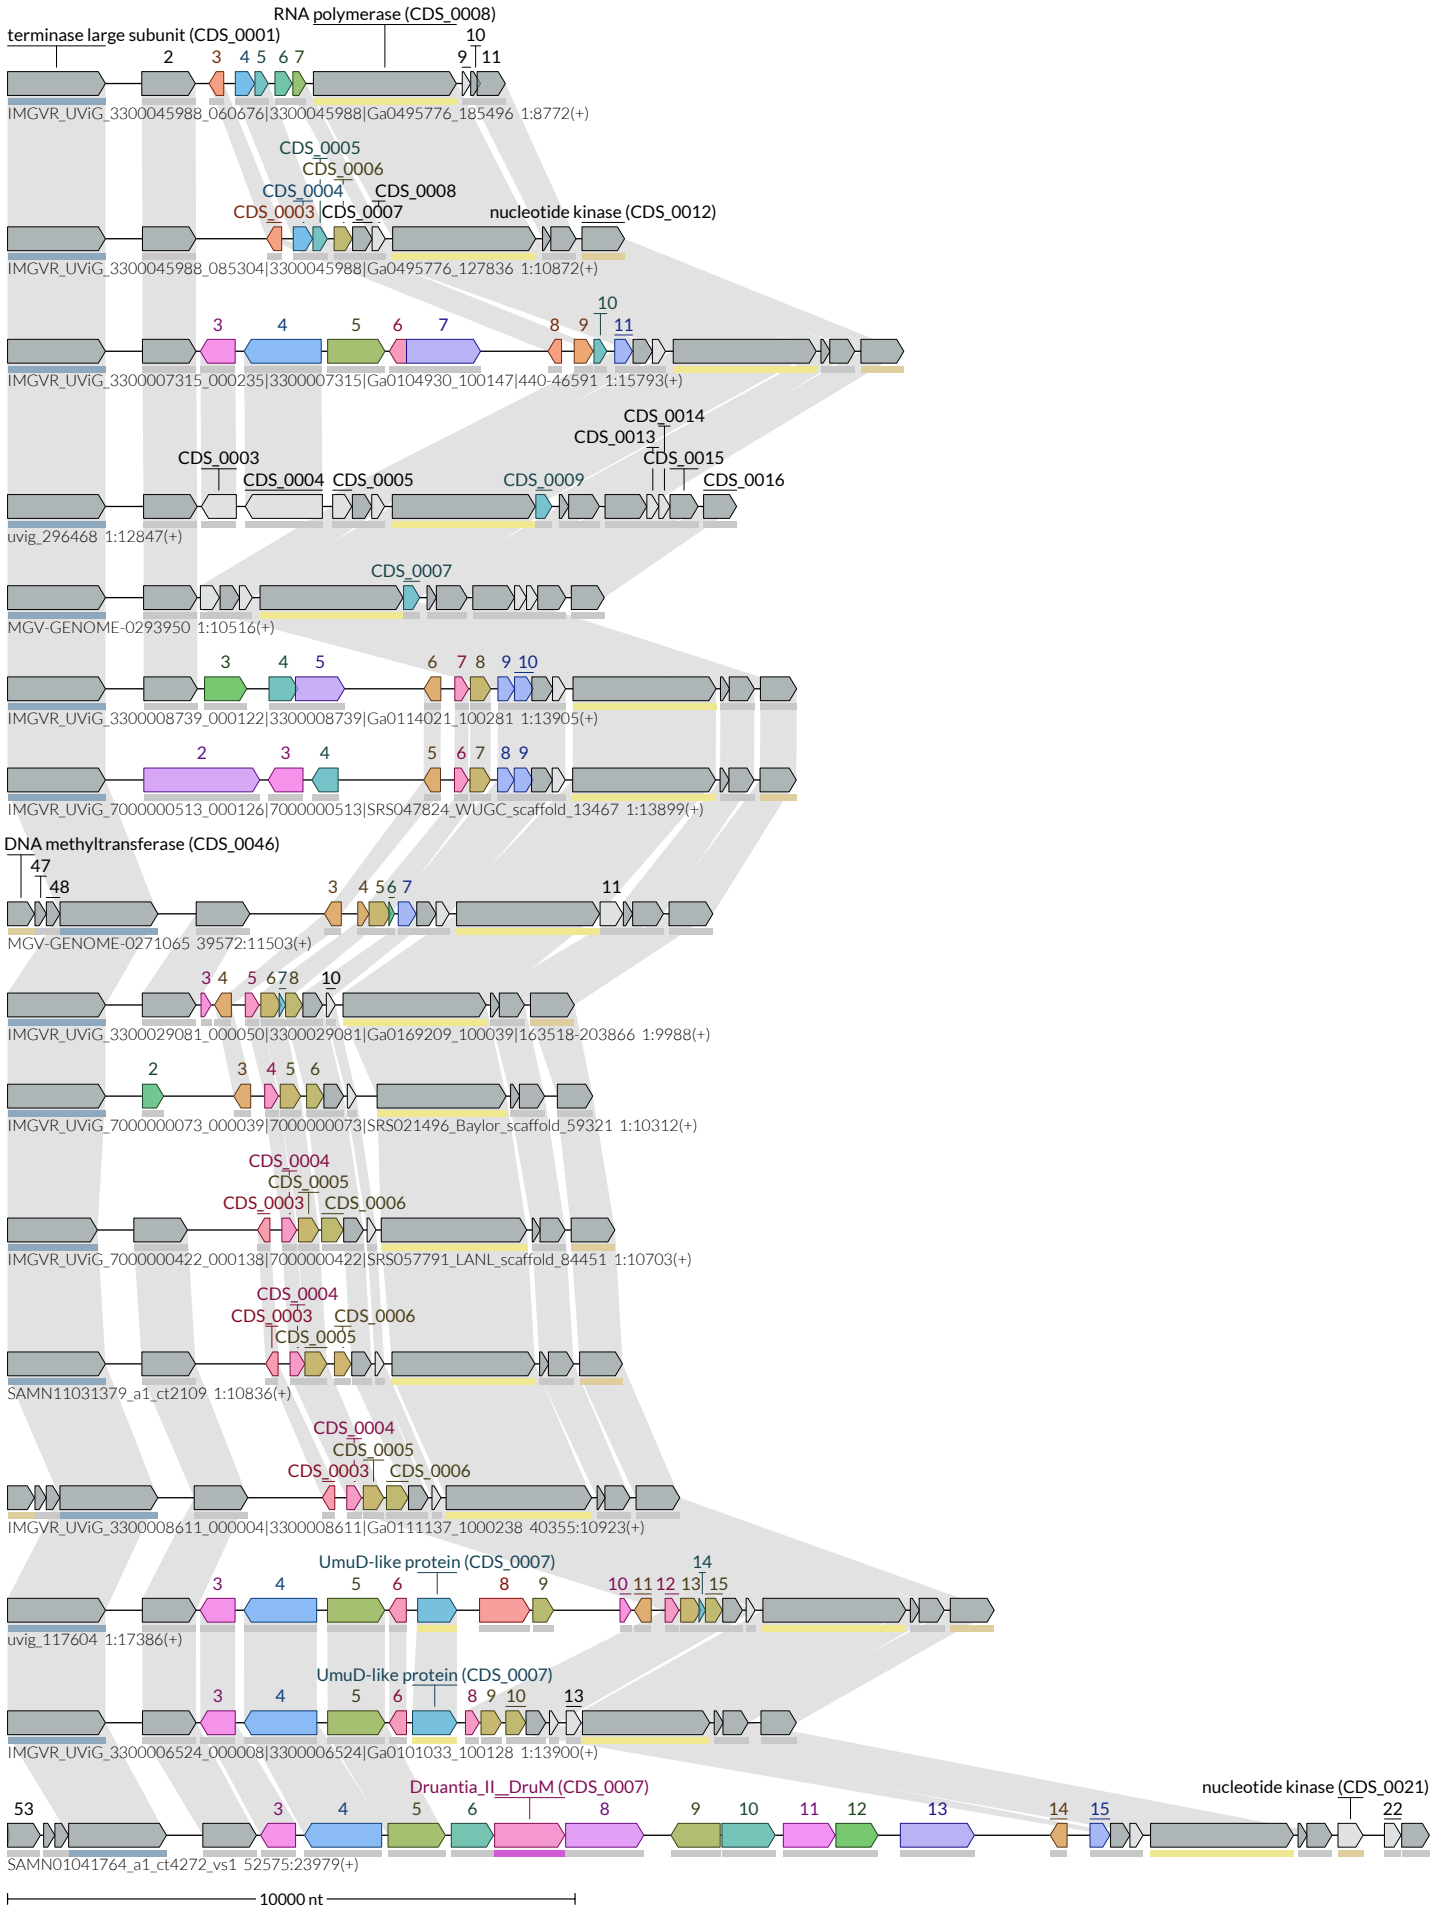 RNA polymerase (CDS_0008)
terminase large subunit (CDS_0001) 10
2 3 4 5 6 7 9 11
IMGVR_UViG_3300045988_060676|3300045988|Ga0495776_185496 1:8772(+)
CDS_0005
CDS_0006
CDS_0004 CDS_0008
CDS_0003 CDS_0007 nucleotide kinase (CDS_0012)
IMGVR_UViG_3300045988_085304|3300045988|Ga0495776_127836 1:10872(+)
10
3 4 5 6 7 8 9 11
IMGVR_UViG_3300007315_000235|3300007315|Ga0104930_100147|440-46591 1:15793(+)
CDS_0014
CDS_0013
CDS_0003 CDS_0015
CDS_0004 CDS_0005 CDS_0009 CDS_0016
uvig_296468 1:12847(+)
CDS_0007
MGV-GENOME-0293950 1:10516(+)
3 4 5 6 7 8 9 10
IMGVR_UViG_3300008739_000122|3300008739|Ga0114021_100281 1:13905(+)
2 3 4 5 6 7 8 9
IMGVR_UViG_7000000513_000126|7000000513|SRS047824_WUGC_scaffold_13467 1:13899(+)
DNA methyltransferase (CDS_0046)
47
48 3 4 5 6 7 11
MGV-GENOME-0271065 39572:11503(+)
3 4 5 6 7 8 10
IMGVR_UViG_3300029081_000050|3300029081|Ga0169209_100039|163518-203866 1:9988(+)
2 3 4 5 6
IMGVR_UViG_7000000073_000039|7000000073|SRS021496_Baylor_scaffold_59321 1:10312(+)
CDS_0004
CDS_0005
CDS_0003 CDS_0006
IMGVR_UViG_7000000422_000138|7000000422|SRS057791_LANL_scaffold_84451 1:10703(+)
CDS_0004
CDS_0003 CDS_0006
CDS_0005
SAMN11031379_a1_ct2109 1:10836(+)
CDS_0004
CDS_0005
CDS_0003 CDS_0006
IMGVR_UViG_3300008611_000004|3300008611|Ga0111137_1000238 40355:10923(+)
UmuD-like protein (CDS_0007) 14
3 4 5 6 8 9 10 11 12 13 15
uvig_117604 1:17386(+)
UmuD-like protein (CDS_0007)
3 4 5 6 8 9 10 13
IMGVR_UViG_3300006524_000008|3300006524|Ga0101033_100128 1:13900(+)
Druantia_II__DruM (CDS_0007) nucleotide kinase (CDS_0021)
53 3 4 5 6 8 9 10 11 12 13 14 15 22
SAMN01041764_a1_ct4272_vs1 52575:23979(+)
10000 nt